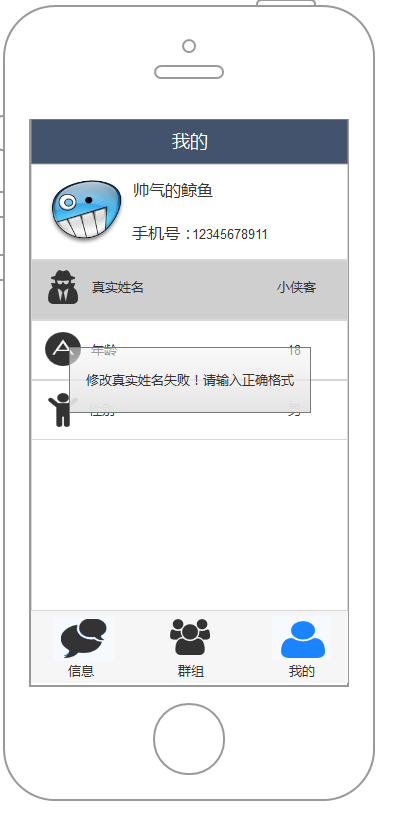 我的
帅气的鲸鱼
手机号：12345678911
真实姓名 小侠客
年龄 18
修改真实姓名失败！请输入正确格式
性别 男
信息 群组 我的